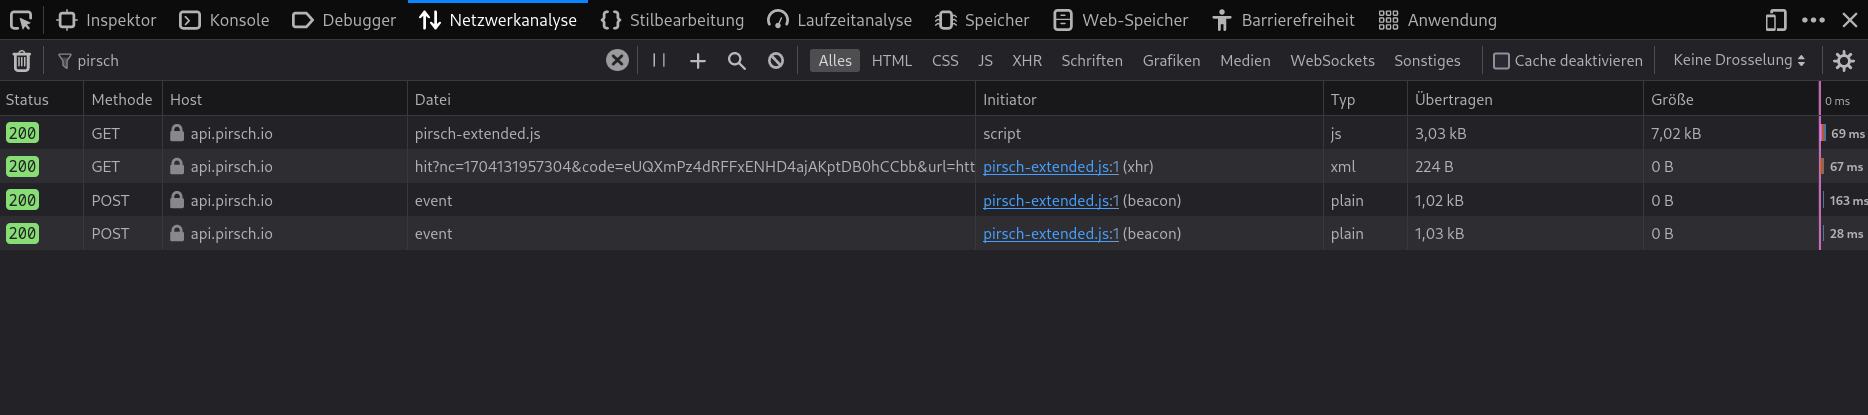 Inspektor Konsole Debugger Netzwerkanalyse Stilbearbeitung Laufzeitanalyse Speicher Web-Speicher Barrierefreiheit Anwendung
pirsch Alles HTML CSS JS XHR Schriften Grafiken Medien WebSockets Sonstiges Cache deaktivieren Keine Drosselung
Status Methode Host Datei Initiator Typ Übertragen Größe 0 ms
200 GET api.pirsch.io pirsch-extended.js script js 3,03 kB 7,02 kB 69 ms
200 GET api.pirsch.io hit?nc=1704131957304&code=eUQXmPz4dRFFxENHD4ajAKptDB0hCCbb&url=htt pirsch-extended.js:1 (xhr) xml 224 B 0 B 67 ms
200 POST api.pirsch.io event pirsch-extended.js:1 (beacon) plain 1,02 kB 0 B 163 ms
200 POST api.pirsch.io event pirsch-extended.js:1 (beacon) plain 1,03 kB 0 B 28 ms